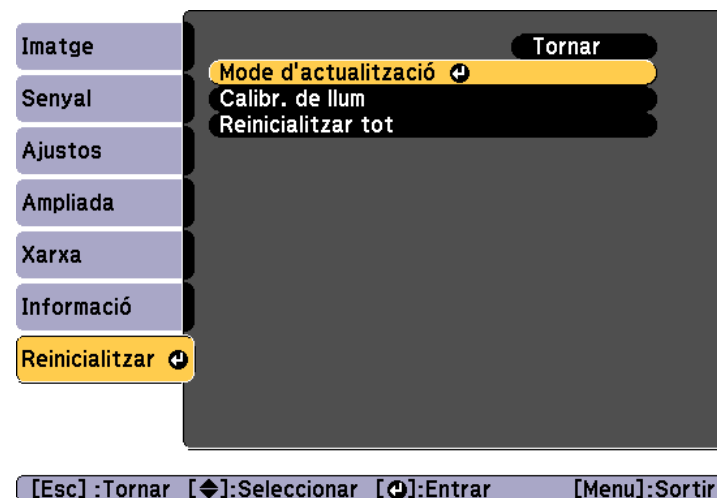 Imatge
Senyal
Ajustos
Ampliada
Xarxa
Informació
Reinicialitzar
Tornar
Mode d'actualització
Calibr. de llum
Reinicialitzar tot
[Esc] :Tornar [◆]:Seleccionar [↵]:Entrar [Menu]:Sortir